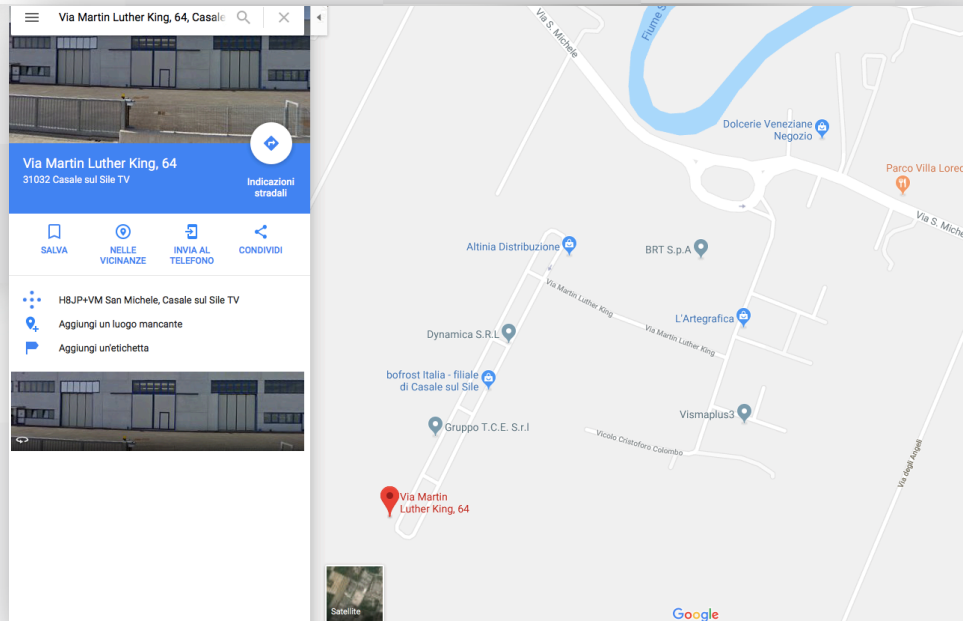 Via Martin Luther King, 64, Casale
Via Martin Luther King, 64
31032 Casale sul Sile TV
Indicazioni
stradali
SALVA
NELLE
VICINANZE
INVIA AL
TELEFONO
CONDIVIDI
H8JP+VM San Michele, Casale sul Sile TV
Aggiungi un luogo mancante
Aggiungi un'etichetta
Via S. Michele
Fiume S
Dolcerie Veneziane
Negozio
Parco Villa Lored
Via S. Miche
Altinia Distribuzione
BRT S.p.A
Via Martin Luther King
L'Artegrafica
Via Martin Luther King
Dynamica S.R.L
bofrost Italia - filiale
di Casale sul Sile
Vismaplus3
Gruppo T.C.E. S.r.l
Vicolo Cristoforo Colombo
Via degli Angeli
Via Martin
Luther King, 64
Satellite
Google